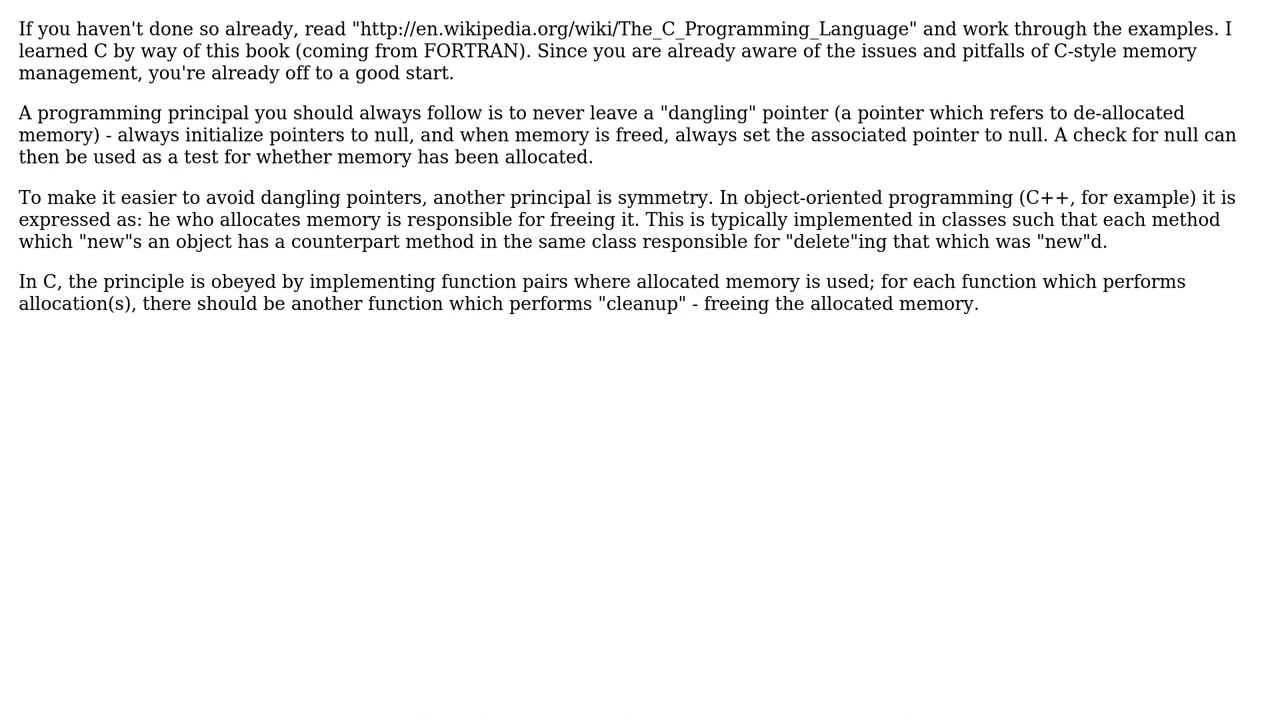 If you haven't done so already, read "http://en.wikipedia.org/wiki/The_C_Programming_Language" and work through the examples. I
learned C by way of this book (coming from FORTRAN). Since you are already aware of the issues and pitfalls of C-style memory
management, you're already off to a good start.
A programming principal you should always follow is to never leave a "dangling" pointer (a pointer which refers to de-allocated
memory) - always initialize pointers to null, and when memory is freed, always set the associated pointer to null. A check for null can
then be used as a test for whether memory has been allocated.
To make it easier to avoid dangling pointers, another principal is symmetry. In object-oriented programming (C++, for example) it is
expressed as: he who allocates memory is responsible for freeing it. This is typically implemented in classes such that each method
which "new"s an object has a counterpart method in the same class responsible for "delete"ing that which was "new"d.
In C, the principle is obeyed by implementing function pairs where allocated memory is used; for each function which performs
allocation(s), there should be another function which performs "cleanup" - freeing the allocated memory.